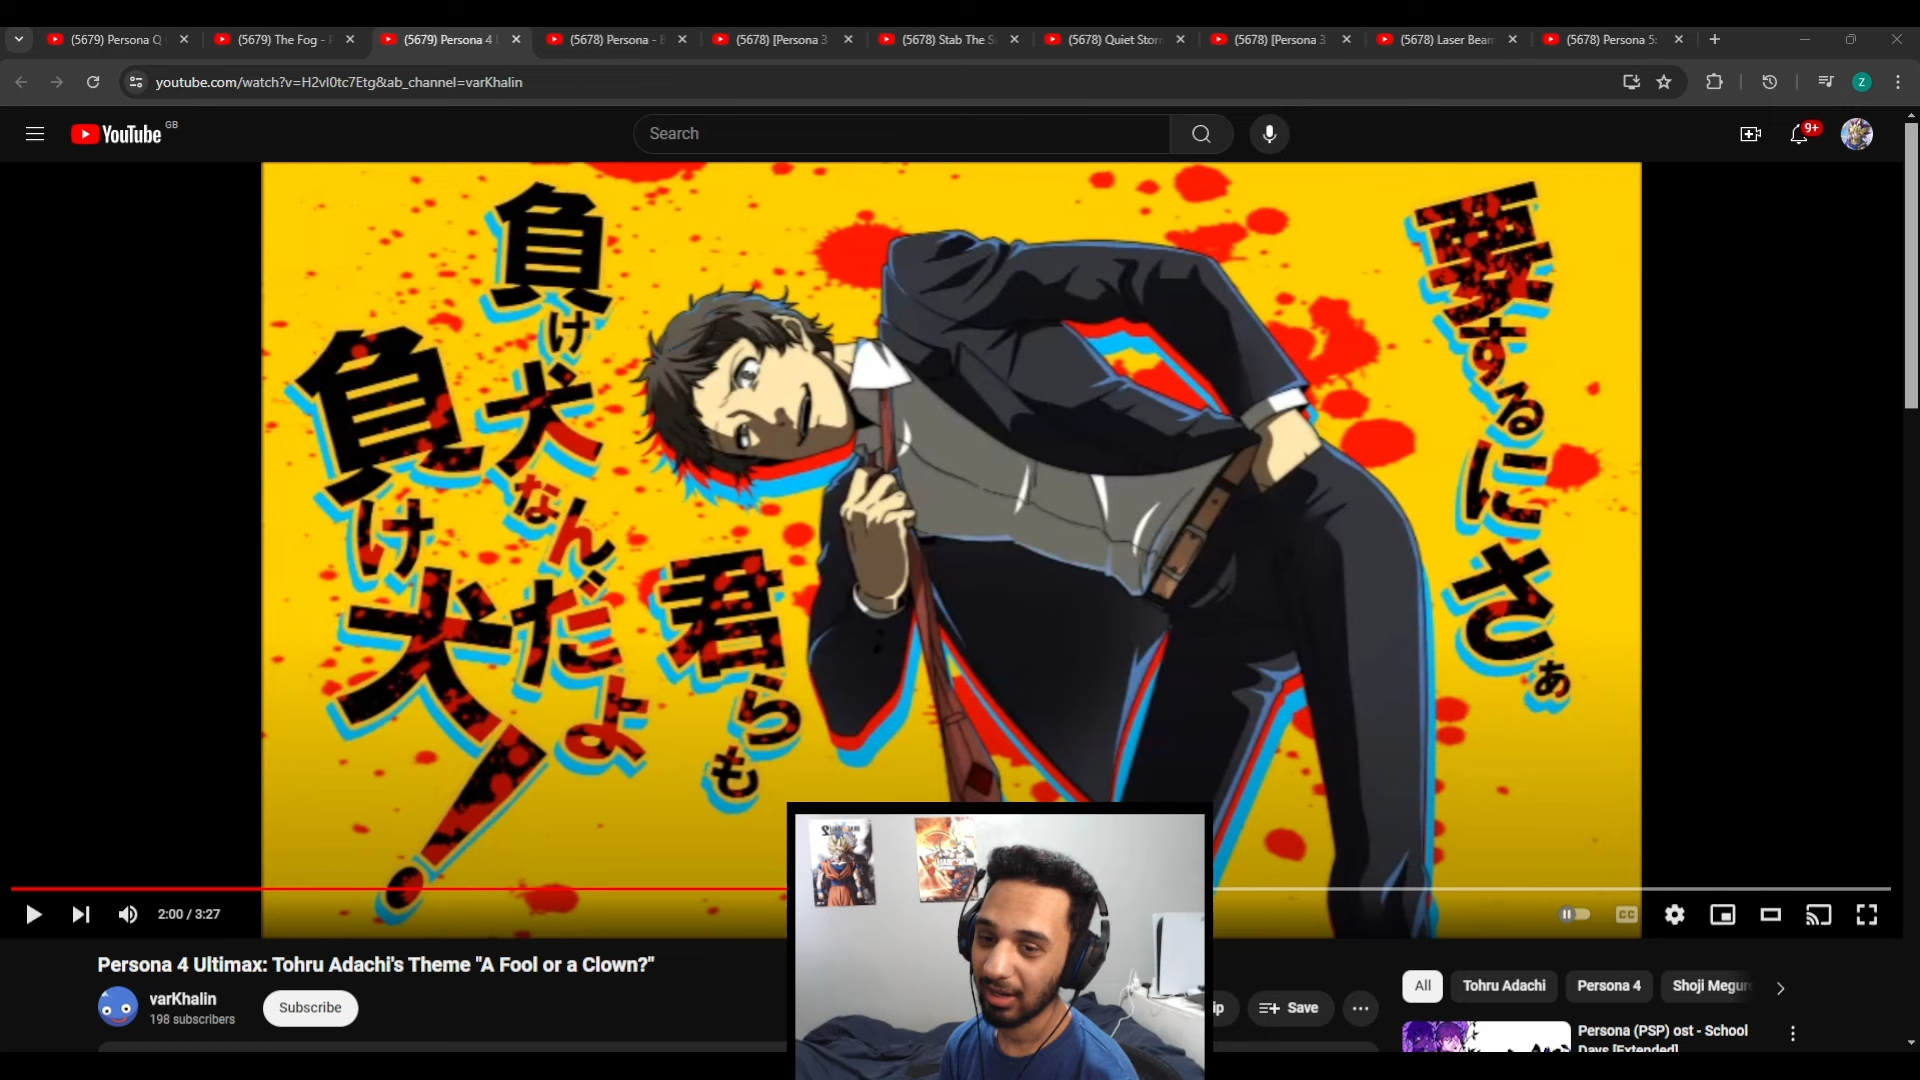 (5679) Persona Q
(5679) The Fog -
(5679) Persona 4
(5678) Persona -
(5678) [Persona 3
(5678) Stab The S
(5678) Quiet Storm
(5678) [Persona 3
(5678) Laser Beam
(5678) Persona 5:
youtube.com/watch?v=H2vI0tc7Etg&ab_channel=varKhalin
Z
YouTube GB
Search
9+
要するにさぁ
君らも
負け犬なんだよ
負け犬!
2:00 / 3:27
CC
Persona 4 Ultimax: Tohru Adachi's Theme "A Fool or a Clown?"
varKhalin
198 subscribers
Subscribe
ip
Save
All
Tohru Adachi
Persona 4
Shoji Meguro
Persona (PSP) ost - School
Days [Extended]